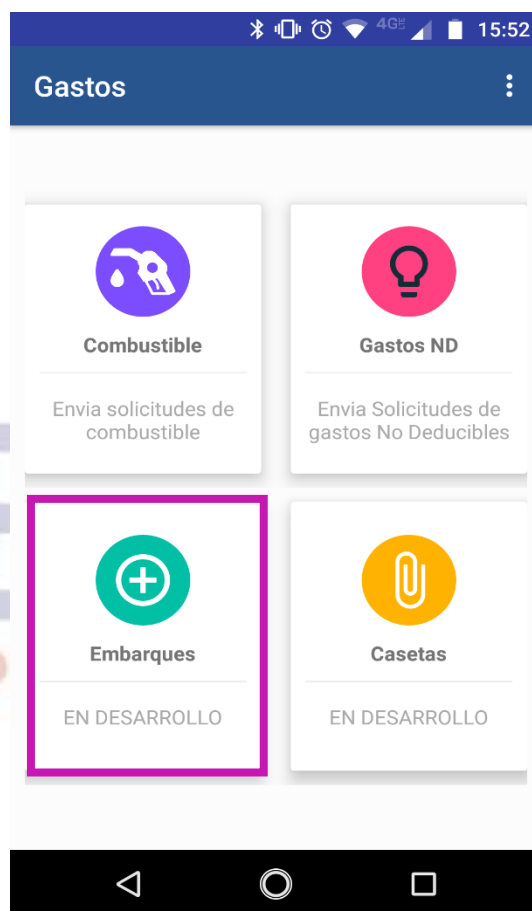 4G 15:52
Gastos
Combustible
Envia solicitudes de
combustible
Gastos ND
Envia Solicitudes de
gastos No Deducibles
Embarques
EN DESARROLLO
Casetas
EN DESARROLLO